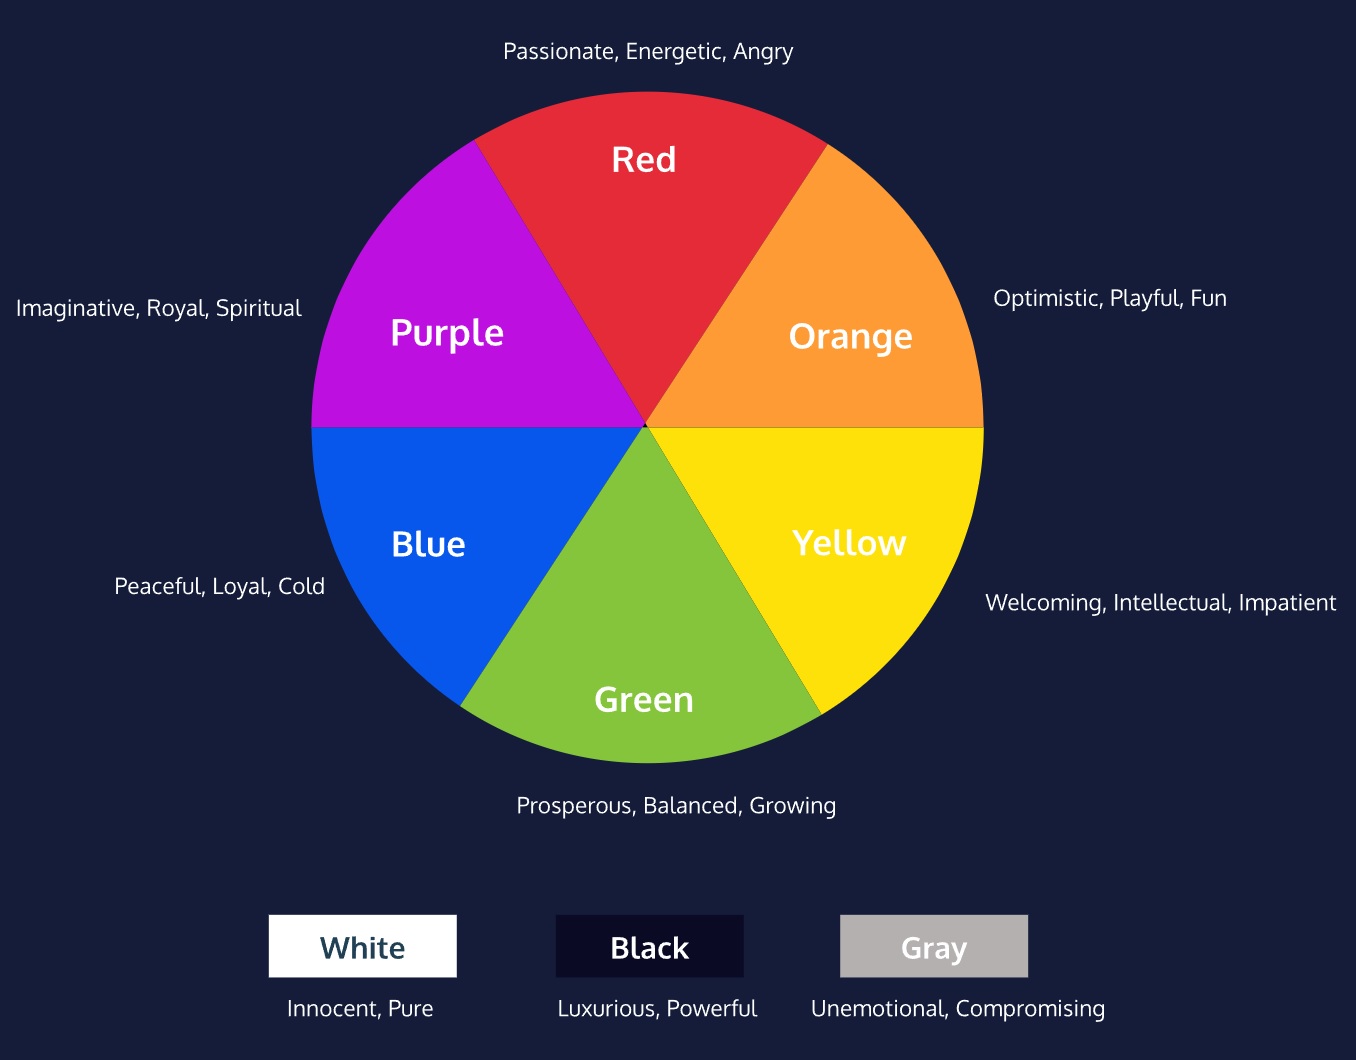 Passionate, Energetic, Angry
Red
Optimistic, Playful, Fun
Imaginative, Royal, Spiritual
Purple
Orange
Blue
Yellow
Peaceful, Loyal, Cold
Welcoming, Intellectual, Impatient
Green
Prosperous, Balanced, Growing
White
Black
Gray
Innocent, Pure
Luxurious, Powerful
Unemotional, Compromising